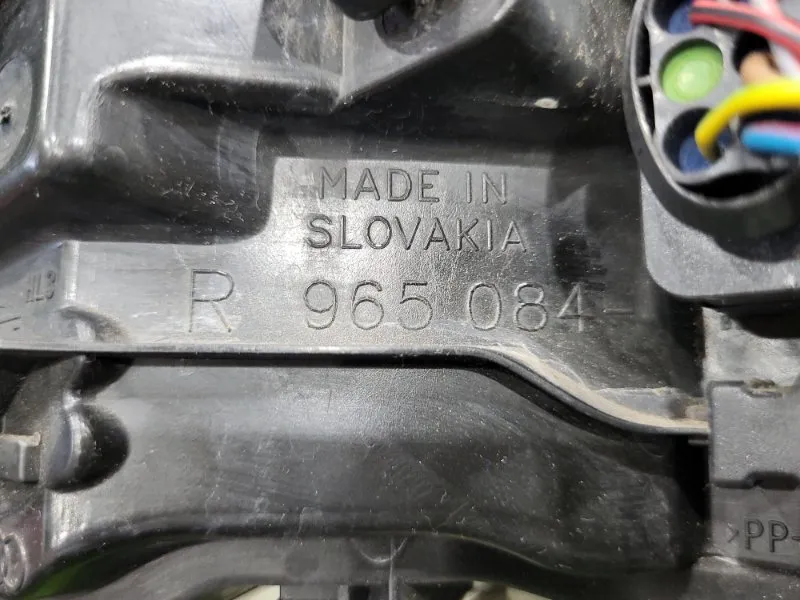 MADE IN
SLOVAKIA
R 965 084-
>PP-